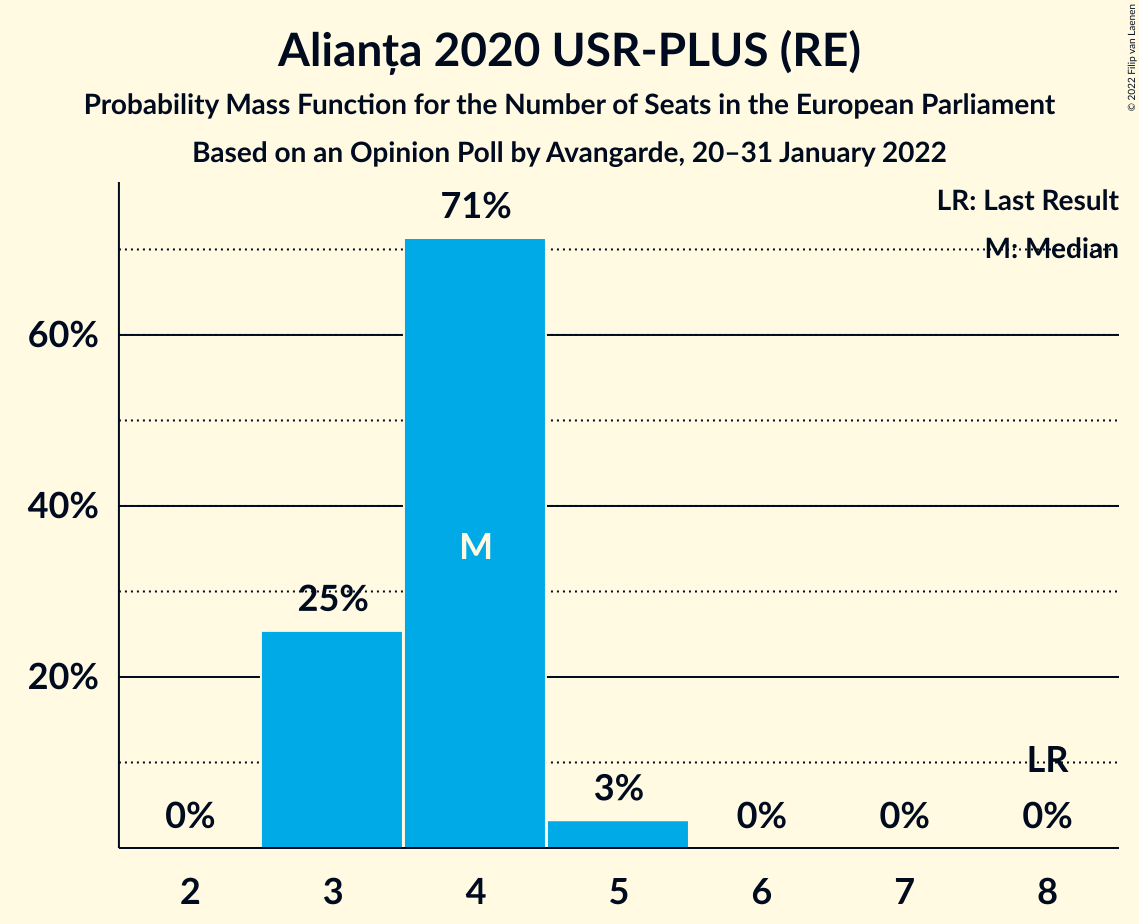 Alianța 2020 USR-PLUS (RE)
Probability Mass Function for the Number of Seats in the European Parliament
Based on an Opinion Poll by Avangarde, 20–31 January 2022
© 2022 Filip van Laenen
LR: Last Result
M: Median
71%
60%
40%
M
25%
20%
LR
0%
3%
0%
0%
0%
2 3 4 5 6 7 8